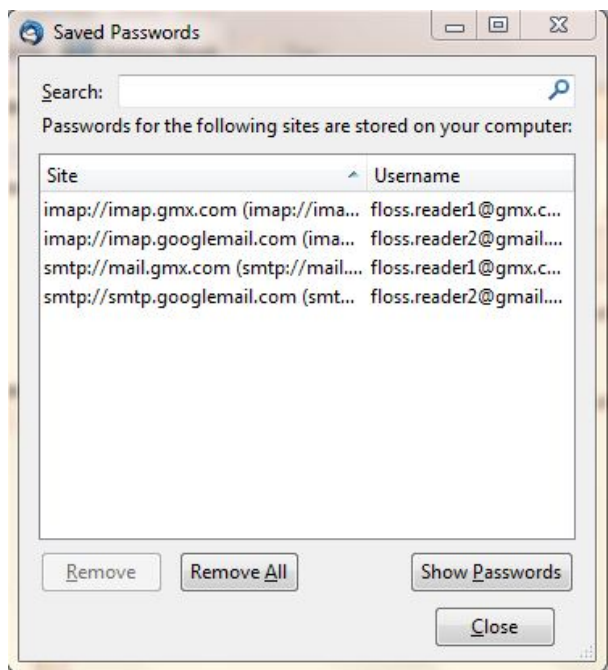 Saved Passwords
Search:
Passwords for the following sites are stored on your computer:
Site Username
imap://imap.gmx.com (imap://ima... floss.reader1@gmx.c...
imap://imap.googlemail.com (ima... floss.reader2@gmail....
smtp://mail.gmx.com (smtp://mail.... floss.reader1@gmx.c...
smtp://smtp.googlemail.com (smt... floss.reader2@gmail....
Remove Remove All Show Passwords
Close